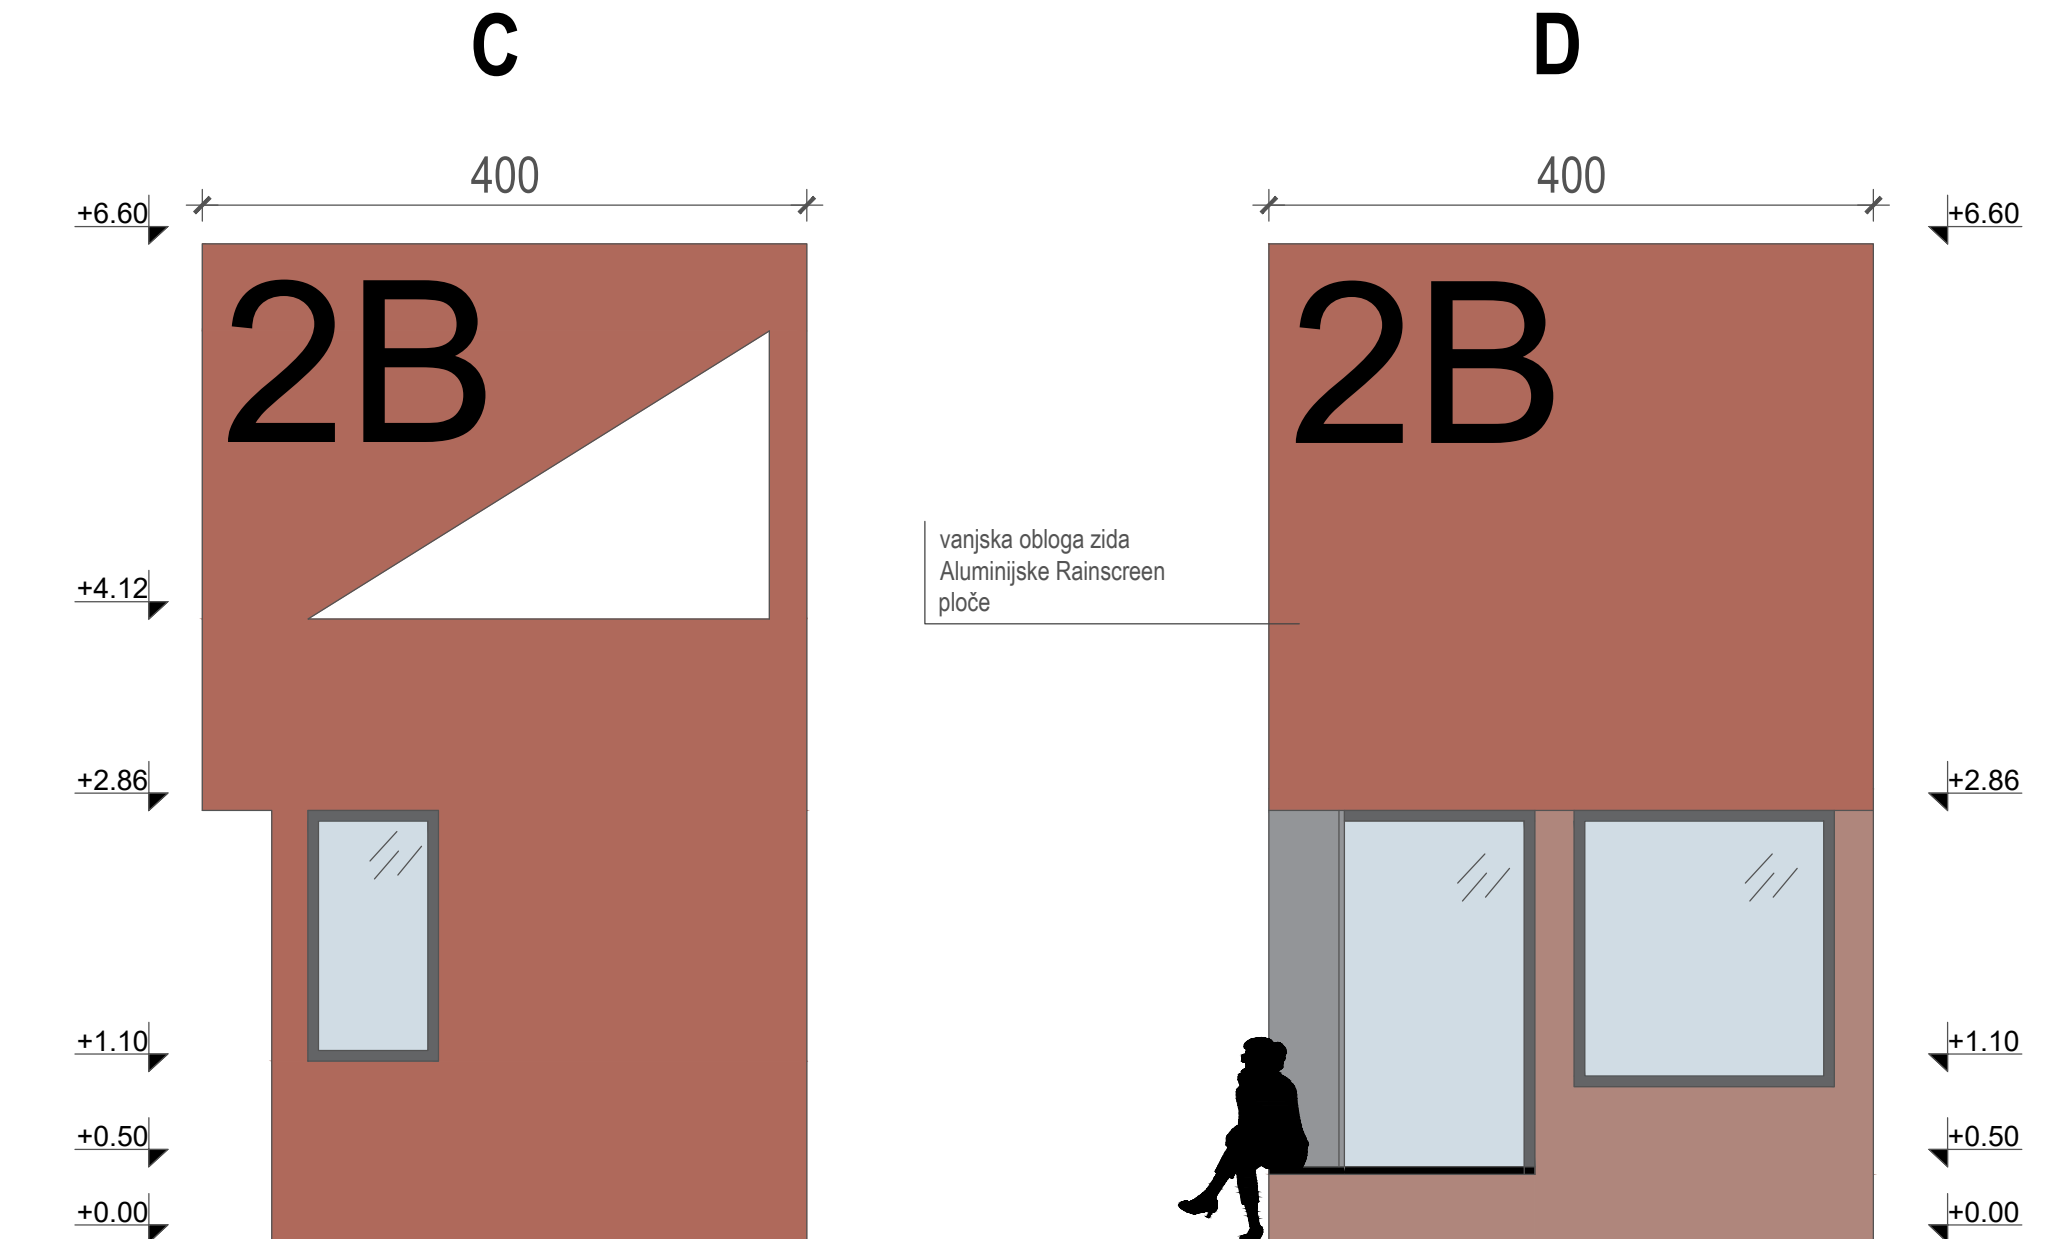 C
D
400
400
+6.60
+6.60
2B
2B
vanjska obloga zida
Aluminijske Rainscreen
ploče
+4.12
+2.86
+2.86
+1.10
+1.10
+0.50
+0.50
+0.00
+0.00